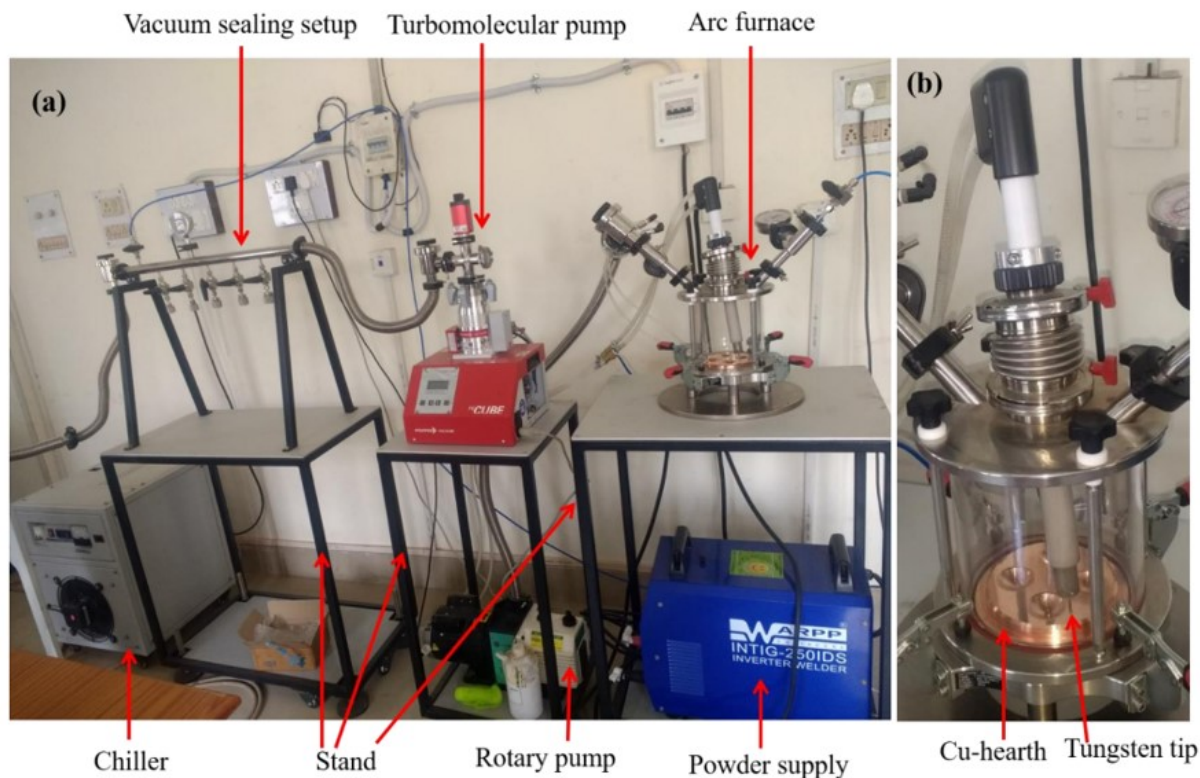 Vacuum sealing setup
Turbomolecular pump
Arc furnace
(a)
(b)
CUBE
WARPP
INTIG-250IDS
INVERTER WELDER
Chiller
Stand
Rotary pump
Powder supply
Cu-hearth
Tungsten tip